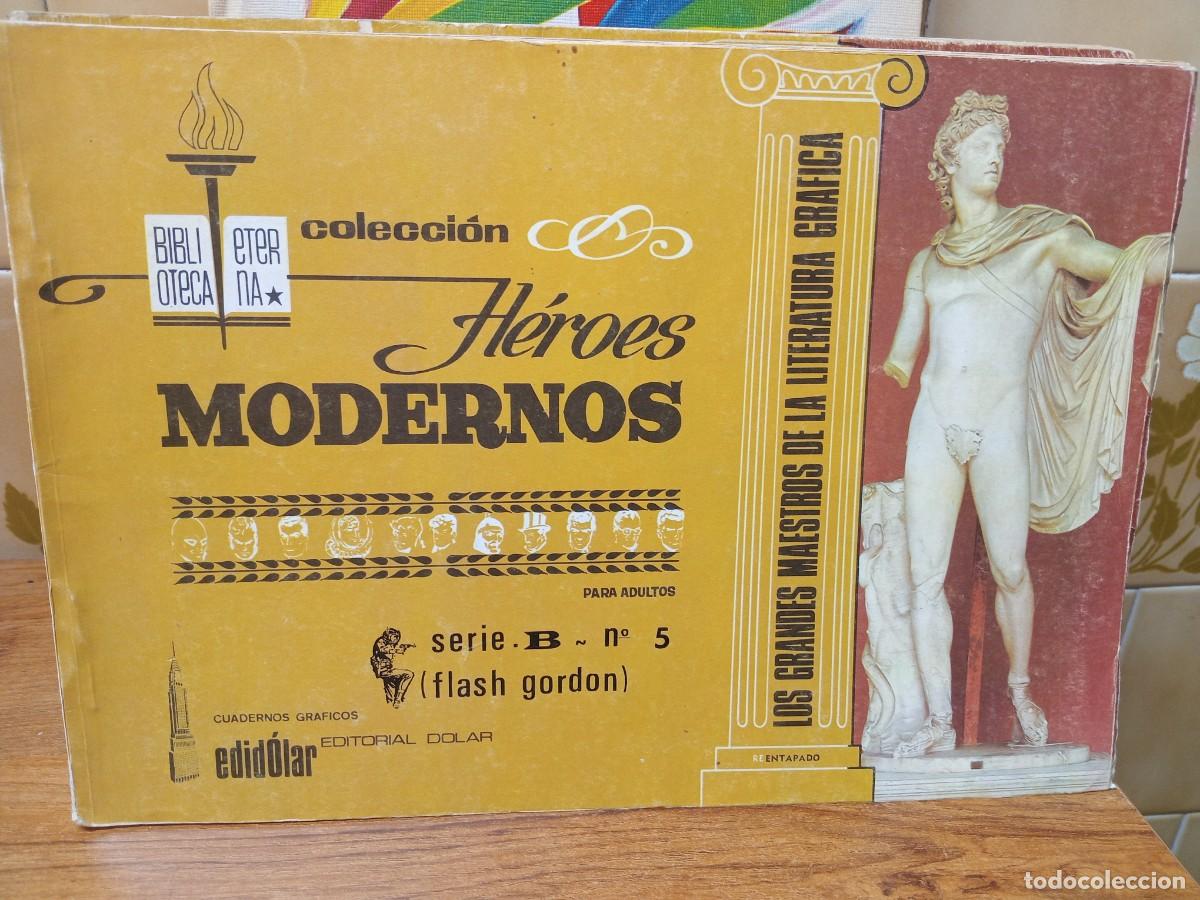 BIBLI
OTECA
ETER
NA★
colección
Héroes
MODERNOS
PARA ADULTOS
serie. B ~ nº 5
(flash gordon)
CUADERNOS GRAFICOS
edidÓlar
EDITORIAL DOLAR
LOS GRANDES MAESTROS DE LA LITERATURA GRAFICA
REENTAPADO
todocoleccion